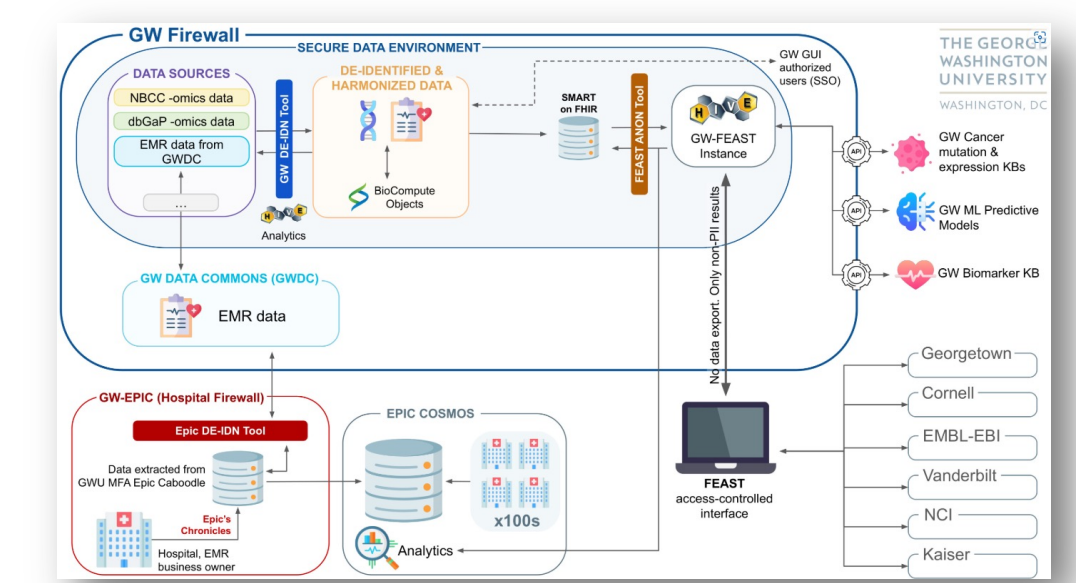 GW Firewall
SECURE DATA ENVIRONMENT
THE GEORGE
WASHINGTON
UNIVERSITY
WASHINGTON, DC
GW GUI
authorized
users (SSO)
DATA SOURCES
NBCC -omics data
dbGaP -omics data
EMR data from
GWDC
...
GW DE-IDN Tool
HIVE
Analytics
DE-IDENTIFIED &
HARMONIZED DATA
BioCompute
Objects
SMART
on FHIR
FEAST ANON Tool
HIVE
GW-FEAST
Instance
API
GW Cancer
mutation &
expression KBs
API
GW ML Predictive
Models
API
GW Biomarker KB
No data export. Only non-PII results
GW DATA COMMONS (GWDC)
EMR data
GW-EPIC (Hospital Firewall)
Epic DE-IDN Tool
Data extracted from
GWU MFA Epic Caboodle
Epic's
Chronicles
Hospital, EMR
business owner
EPIC COSMOS
x100s
Analytics
FEAST
access-controlled
interface
Georgetown
Cornell
EMBL-EBI
Vanderbilt
NCI
Kaiser